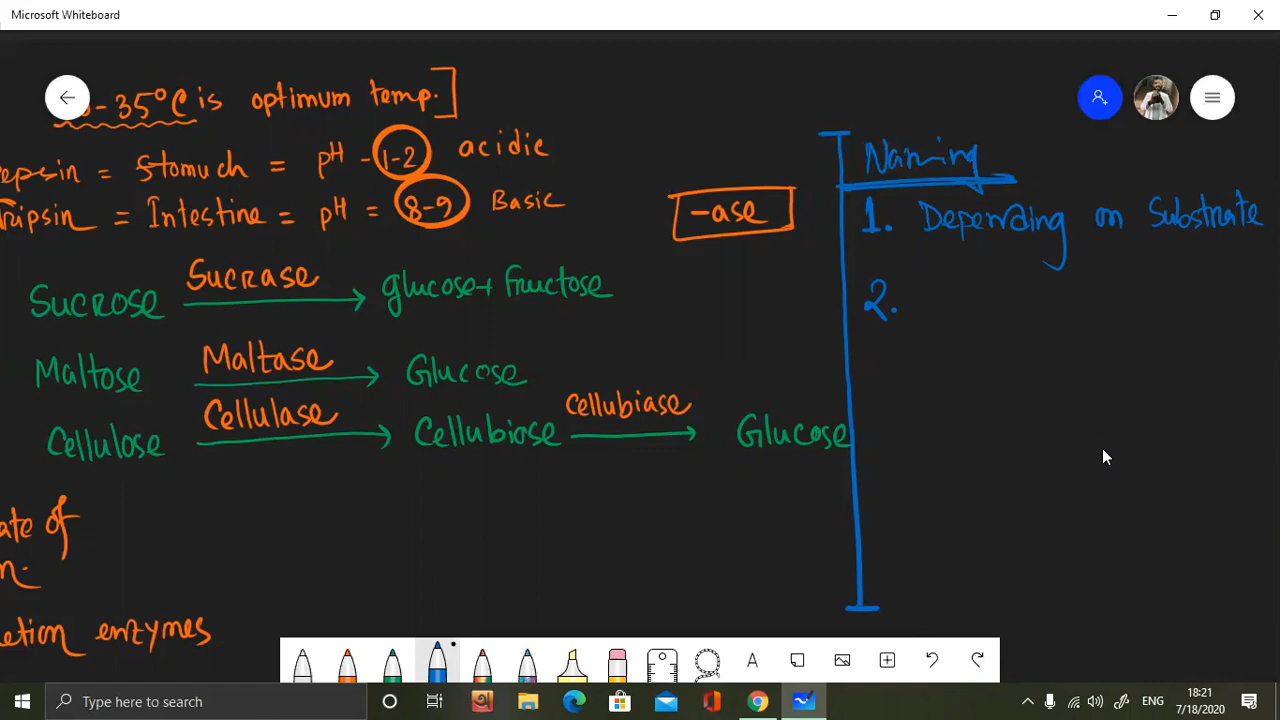 Microsoft Whiteboard
- 35°C is optimum temp.]
epsin = Stomuch = pH - 1-2 acidic
ripsin = Intestine = pH = 8-9 Basic
-ase
Sucrose Sucrase glucose + fructose
Maltose Maltase Glucose
Cellulose Cellulase Cellubiose Cellubiase Glucose
ate of
n.
etion enzymes
Naming
1. Depending on Substrate
2.
A
Type here to search
ENG
18:21
7/18/2020